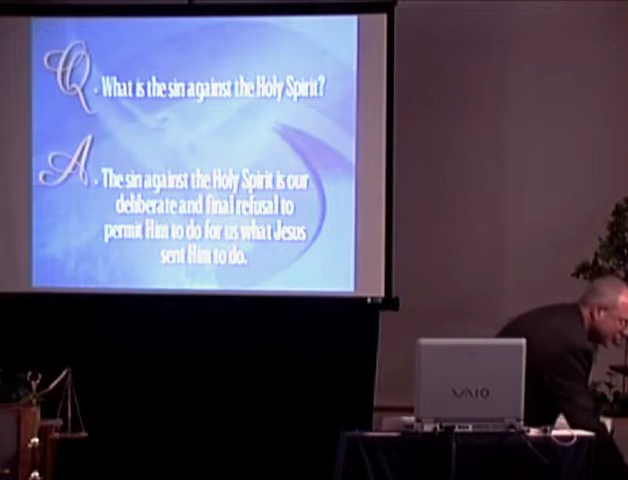 Q. What is the sin against the Holy Spirit?
A. The sin against the Holy Spirit is our
deliberate and final refusal to
permit Him to do for us what Jesus
sent Him to do.
VAIO